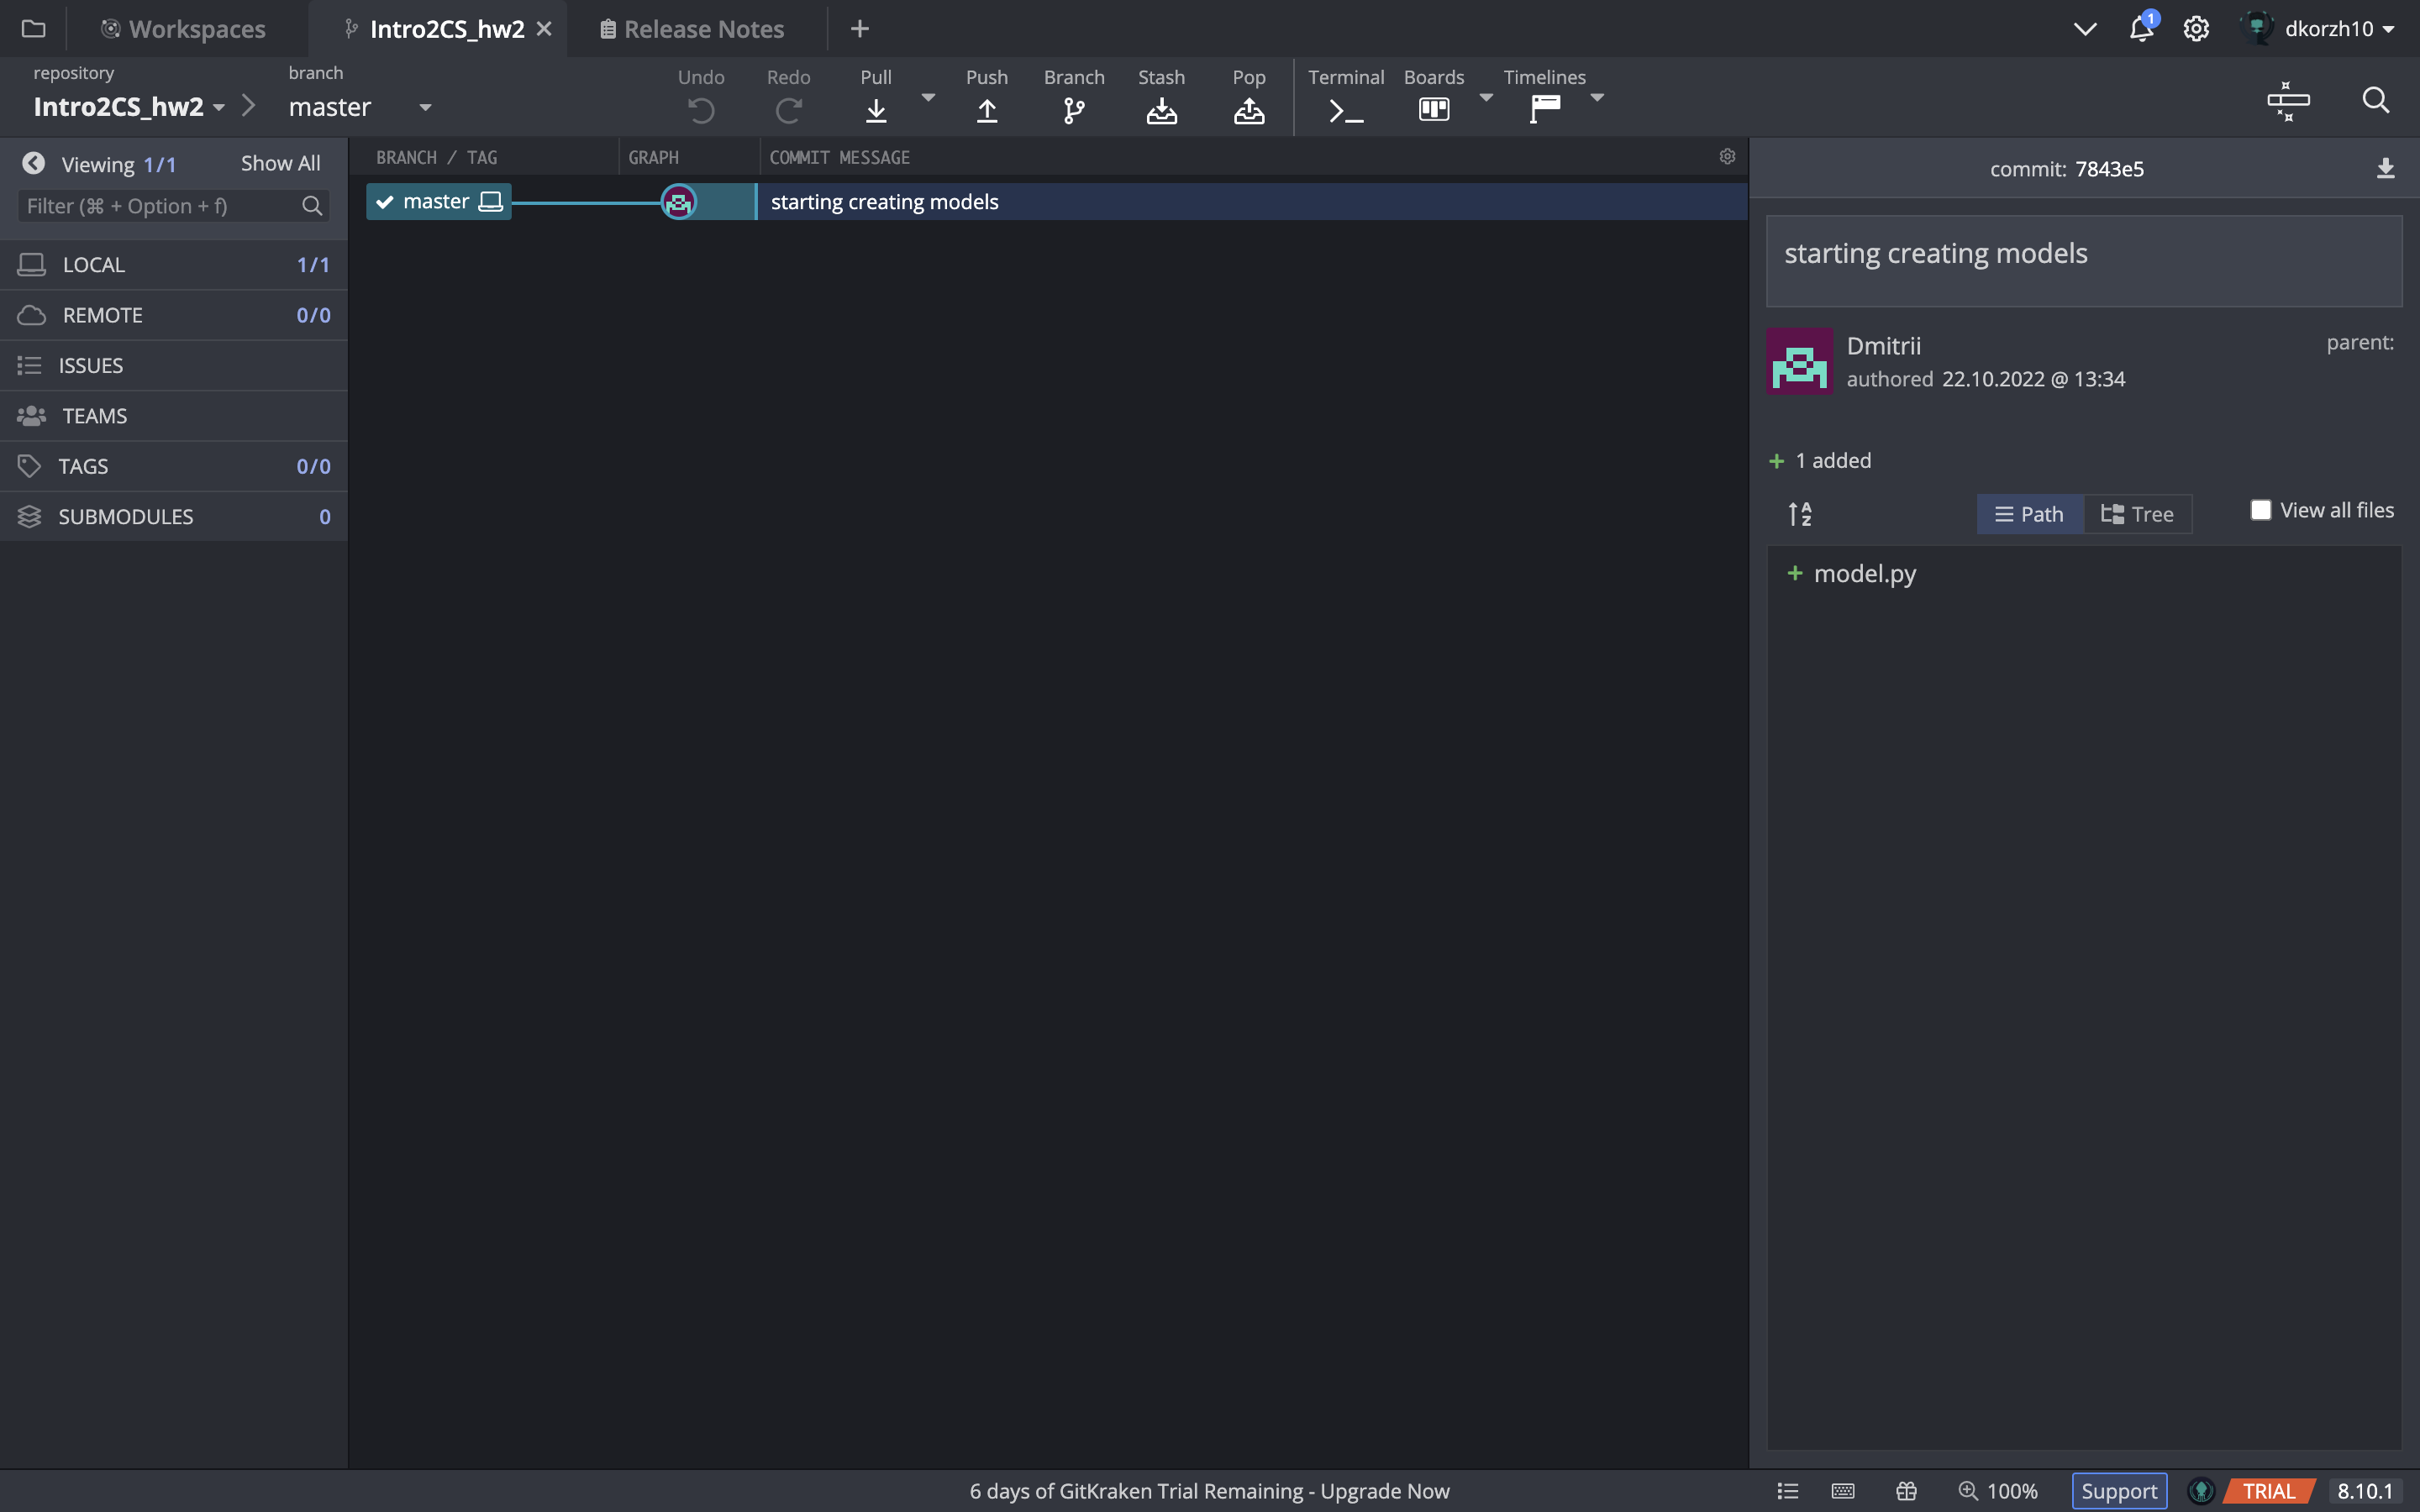 Workspaces
Intro2CS_hw2
Release Notes
1
dkorzh10
repository
Intro2CS_hw2
branch
master
Undo
Redo
Pull
Push
Branch
Stash
Pop
Terminal
Boards
Timelines
Viewing 1/1
Show All
Filter (⌘ + Option + f)
LOCAL 1/1
REMOTE 0/0
ISSUES
TEAMS
TAGS 0/0
SUBMODULES 0
BRANCH / TAG
GRAPH
COMMIT MESSAGE
master
starting creating models
commit: 7843e5
starting creating models
Dmitrii
authored 22.10.2022 @ 13:34
parent:
+ 1 added
A
Z
Path
Tree
View all files
+ model.py
6 days of GitKraken Trial Remaining - Upgrade Now
100%
Support
TRIAL
8.10.1